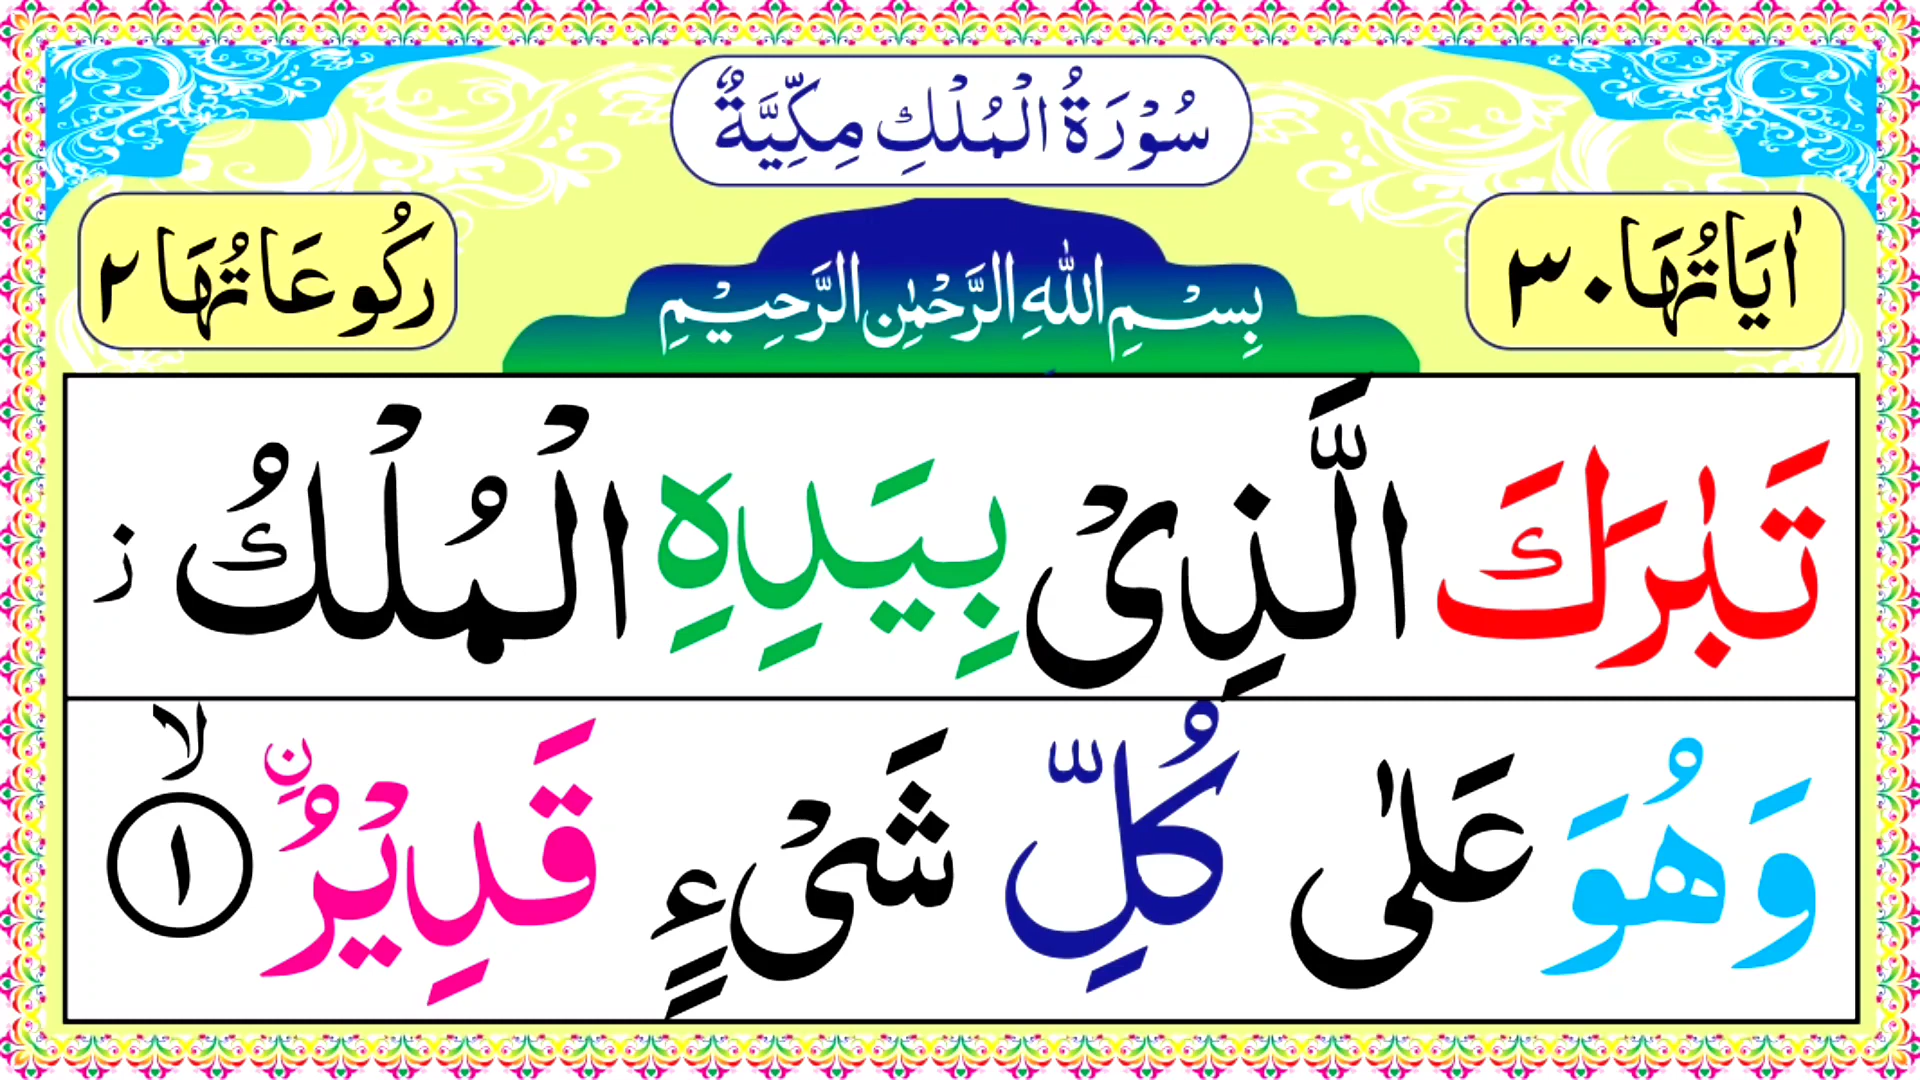 سُوْرَةُ الْمُلْكِ مِكِّيَّةٌ
اٰيَاتُهَا ٣٠
رُكُوعَاتُهَا ٢
بِسْمِ اللّٰهِ الرَّحْمٰنِ الرَّحِيْمِ
تَبٰرَكَ الَّذِىْ بِيَدِهِ الْمُلْكُ ز
وَهُوَ عَلٰى كُلِّ شَىْءٍ قَدِيْرُ ۨ ۙ ١